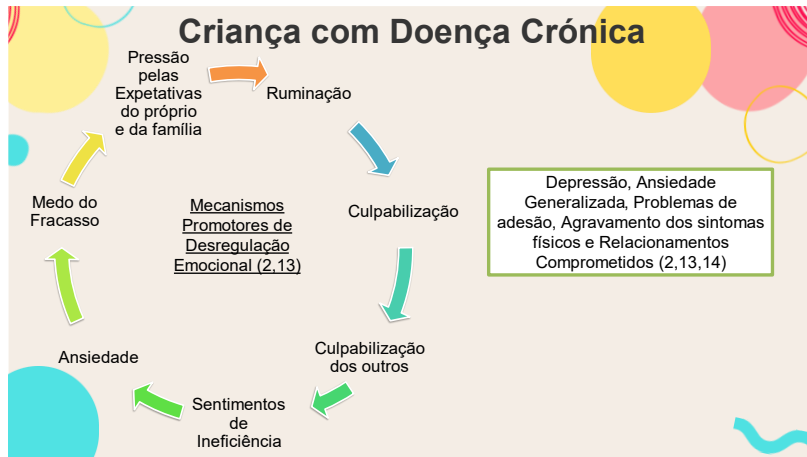 Criança com Doença Crónica
Pressão
pelas
Expetativas
do próprio
e da família
Ruminação
Culpabilização
Culpabilização
dos outros
Sentimentos
de
Ineficiência
Ansiedade
Medo do
Fracasso
Mecanismos
Promotores de
Desregulação
Emocional (2,13)
Depressão, Ansiedade
Generalizada, Problemas de
adesão, Agravamento dos sintomas
físicos e Relacionamentos
Comprometidos (2,13,14)